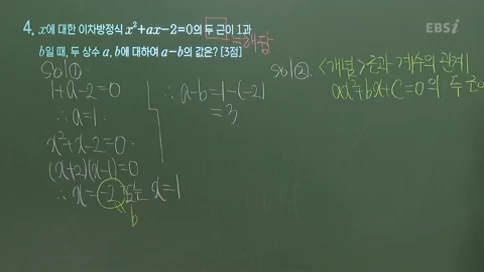 EBSi
4. x에 대한 이차방정식 x²+ax-2=0의 두 근이 1과
b일 때, 두 상수 a, b에 대하여 a-b의 값은? [3점]
=해답
Sol①
1+a-2=0
∴ a=1
x²+x-2=0
(x+2)(x-1)=0
∴ x=-2 또는 x=1
b
∴ a-b=1-(-2)
=3
Sol②. <개념> 근과 계수의 관계
ax²+bx+c=0의 두 근